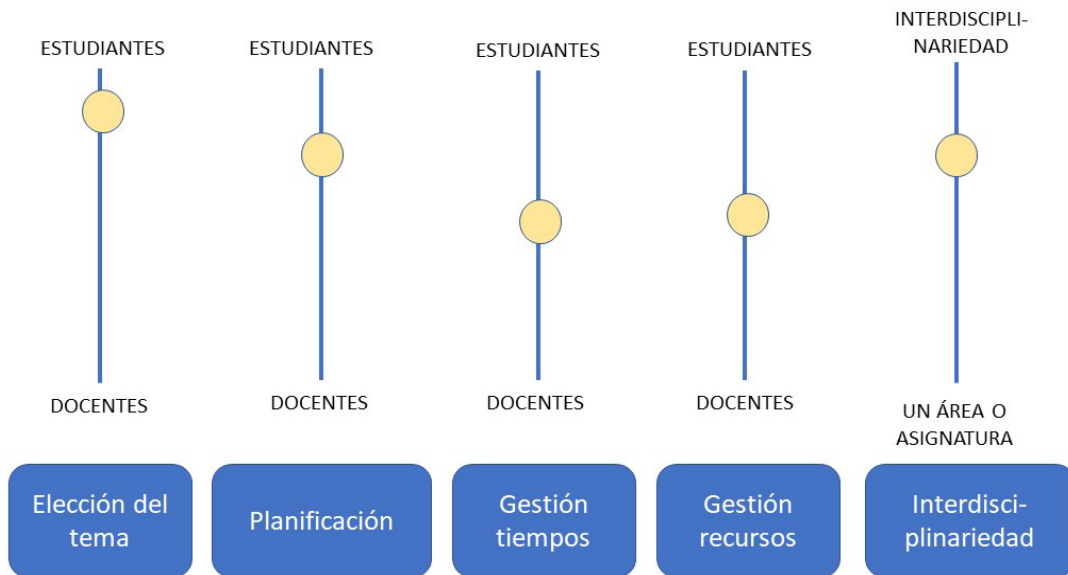 ESTUDIANTES
ESTUDIANTES
ESTUDIANTES
ESTUDIANTES
INTERDISCIPLI-
NARIEDAD
DOCENTES
DOCENTES
DOCENTES
DOCENTES
UN ÁREA O
ASIGNATURA
Elección del
tema
Planificación
Gestión
tiempos
Gestión
recursos
Interdisci-
plinariedad